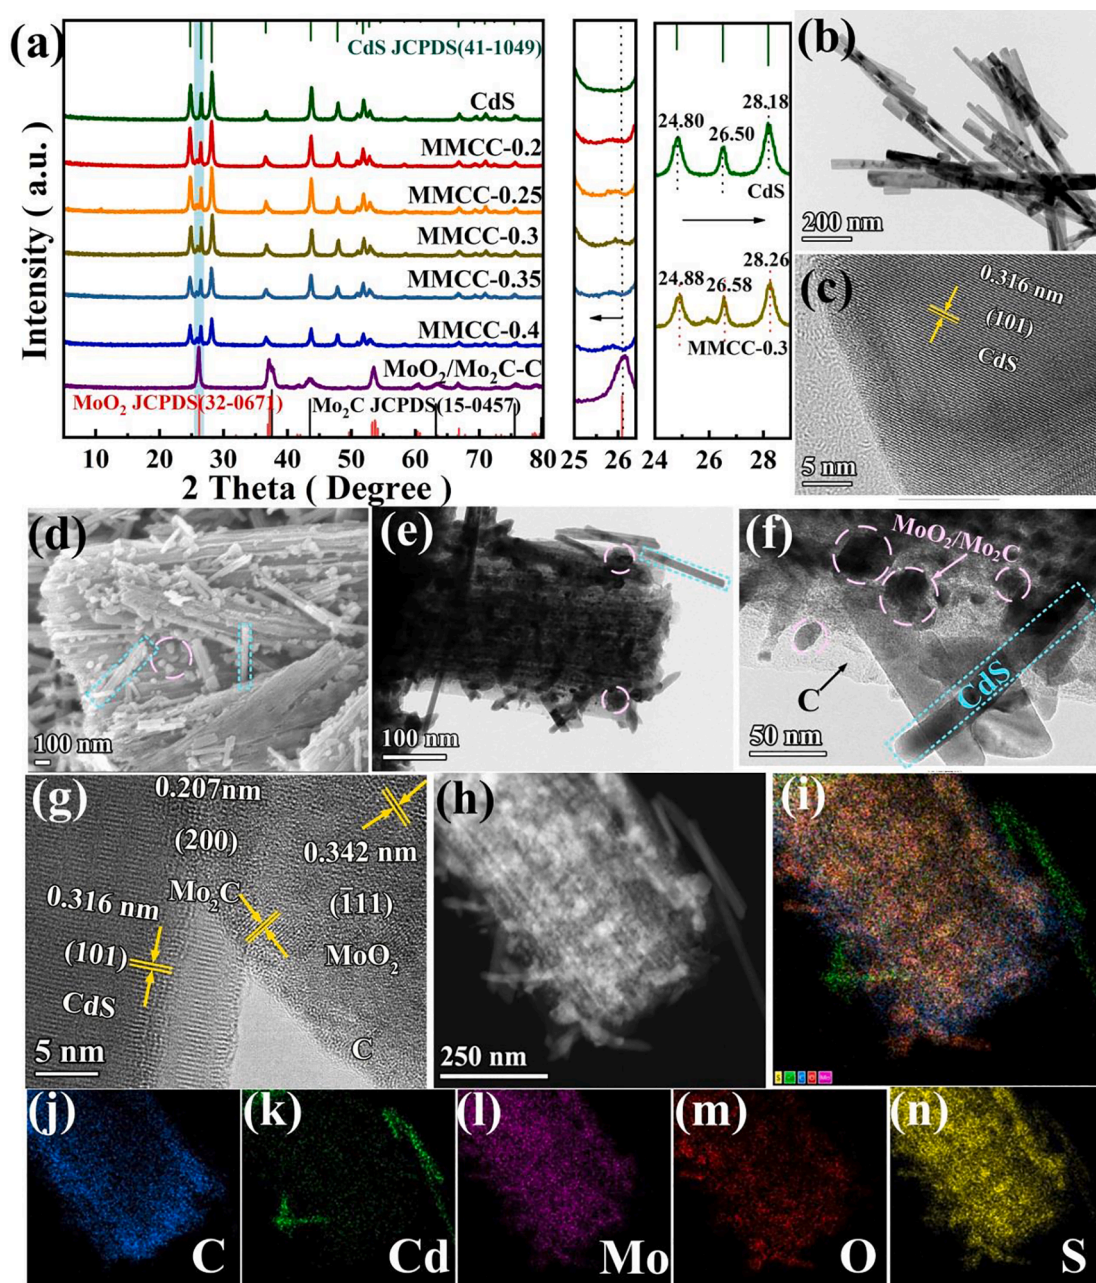 (a)
CdS JCPDS(41-1049)
CdS
MMCC-0.2
MMCC-0.25
MMCC-0.3
MMCC-0.35
MMCC-0.4
MoO₂/Mo₂C-C
MoO₂ JCPDS(32-0671)
Mo₂C JCPDS(15-0457)
Intensity ( a.u. )
10 20 30 40 50 60 70 80
2 Theta ( Degree )
25 26
24.80 26.50 28.18
CdS
24.88 26.58 28.26
MMCC-0.3
24 26 28
(b)
200 nm
(c)
0.316 nm
(101)
CdS
5 nm
(d)
100 nm
(e)
100 nm
(f)
MoO₂/Mo₂C
C
CdS
50 nm
(g)
0.207nm
(200)
Mo₂C
0.342 nm
(1̅11)
MoO₂
0.316 nm
(101)
CdS
C
5 nm
(h)
250 nm
(i)
S Cd C O Mo
(j)
C
(k)
Cd
(l)
Mo
(m)
O
(n)
S